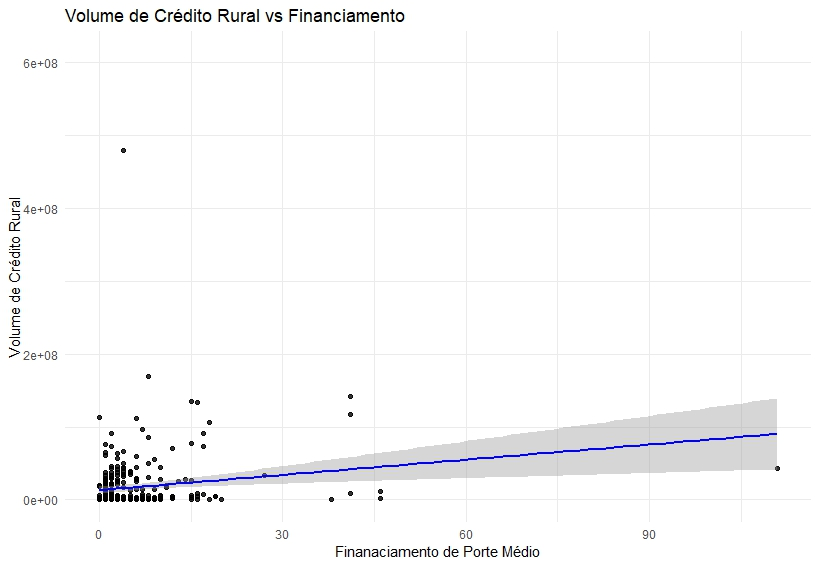 Volume de Crédito Rural vs Financiamento
Volume de Crédito Rural
6e+08
4e+08
2e+08
0e+00
0
30
60
90
Finanaciamento de Porte Médio